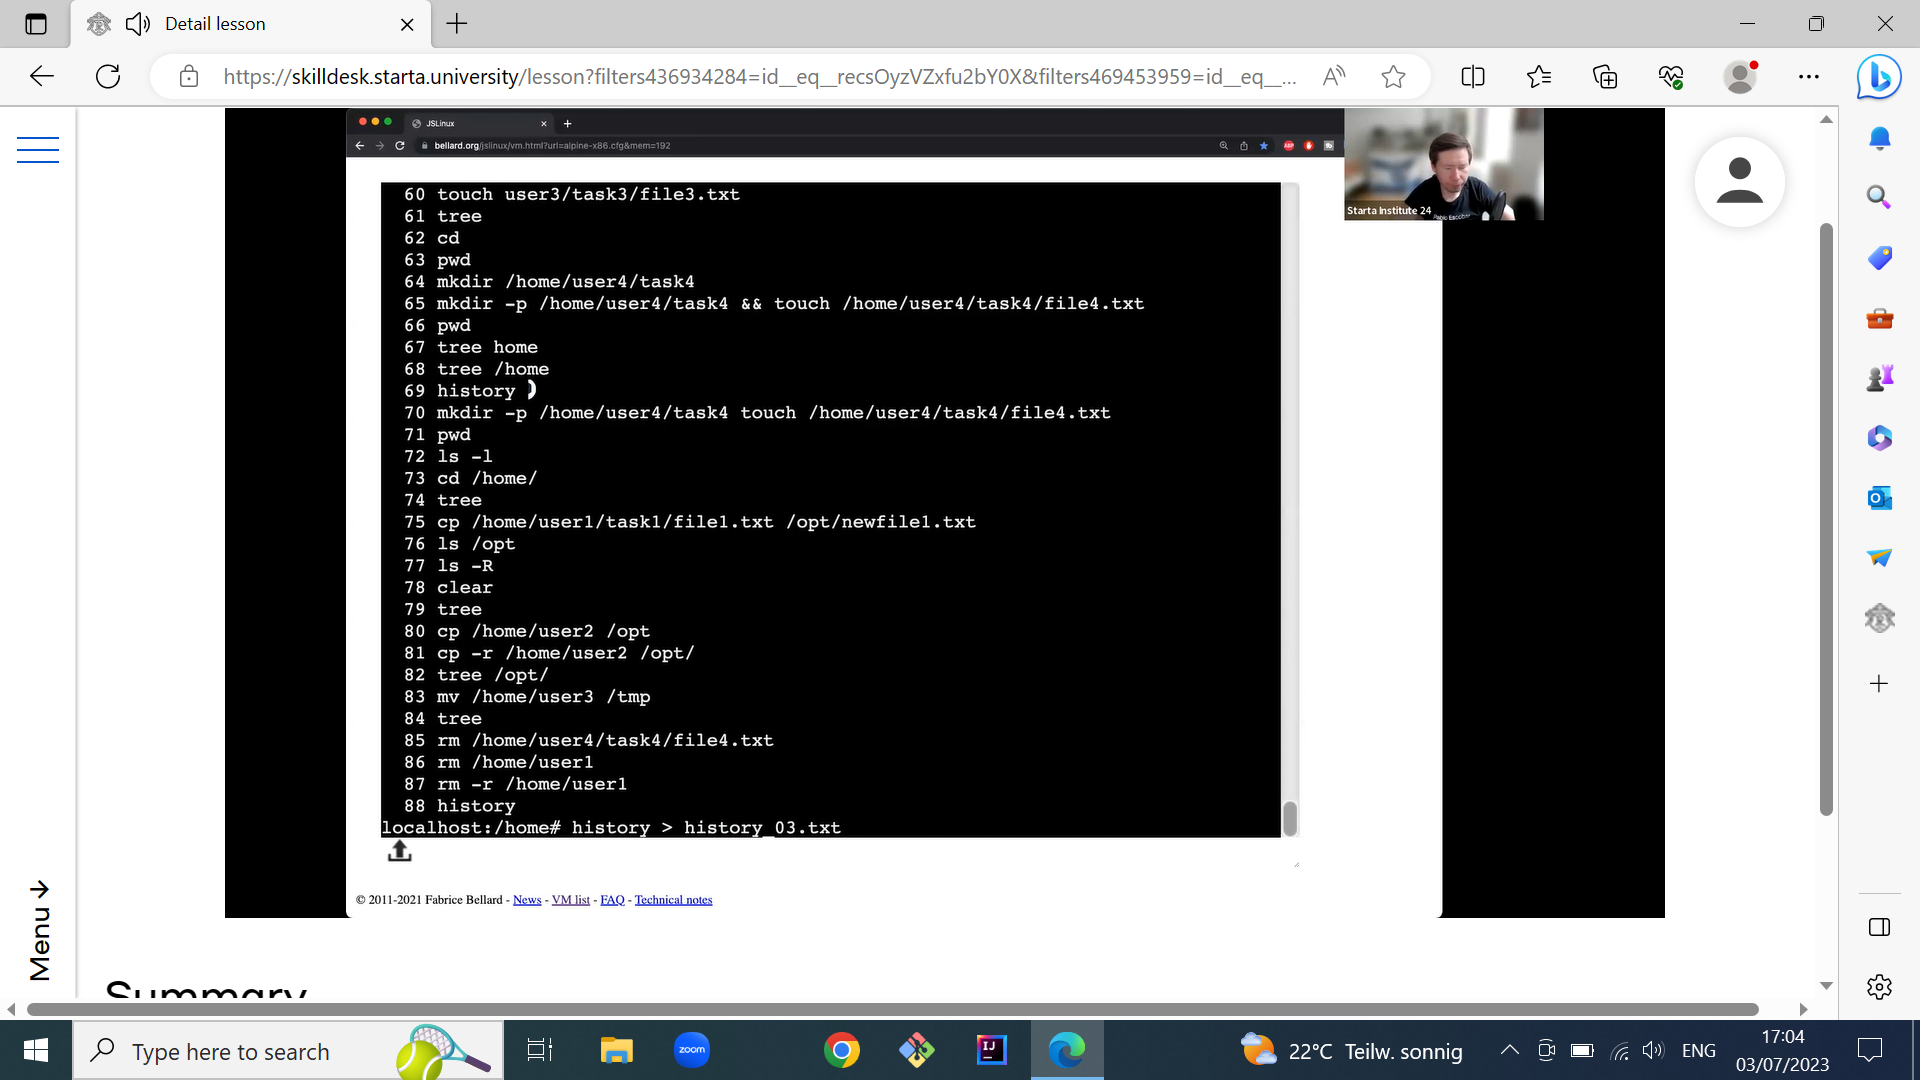 Detail lesson
https://skilldesk.starta.university/lesson?filters436934284=id__eq__recsOyzVZxfu2bY0X&filters469453959=id__eq__...
JSLinux
bellard.org/jslinux/vm.html?url=alpine-x86.cfg&mem=192
Starta Institute 24
Pablo Escobar
60 touch user3/task3/file3.txt
61 tree
62 cd
63 pwd
64 mkdir /home/user4/task4
65 mkdir -p /home/user4/task4 && touch /home/user4/task4/file4.txt
66 pwd
67 tree home
68 tree /home
69 history
70 mkdir -p /home/user4/task4 touch /home/user4/task4/file4.txt
71 pwd
72 ls -l
73 cd /home/
74 tree
75 cp /home/user1/task1/file1.txt /opt/newfile1.txt
76 ls /opt
77 ls -R
78 clear
79 tree
80 cp /home/user2 /opt
81 cp -r /home/user2 /opt/
82 tree /opt/
83 mv /home/user3 /tmp
84 tree
85 rm /home/user4/task4/file4.txt
86 rm /home/user1
87 rm -r /home/user1
88 history
localhost:/home# history > history_03.txt
© 2011-2021 Fabrice Bellard - News - VM list - FAQ - Technical notes
Menu →
Summary
Type here to search
zoom
22°C Teilw. sonnig
ENG
17:04
03/07/2023